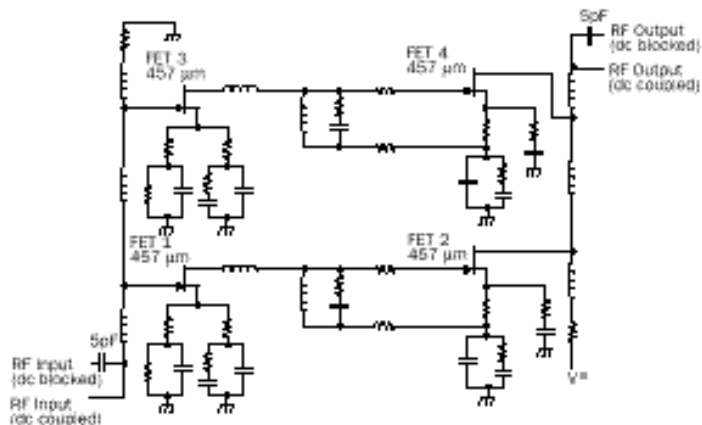 5pF
RF Output
(dc blocked)
RF Output
(dc coupled)
FET 3
457 µm
FET 4
457 µm
FET 1
457 µm
FET 2
457 µm
5pF
RF Input
(dc blocked)
RF Input
(dc coupled)